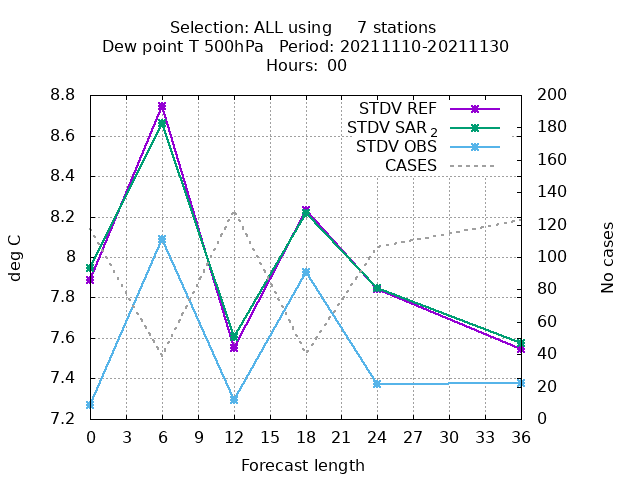 Selection: ALL using     7 stations
Dew point T 500hPa   Period: 20211110-20211130
Hours:  00
8.8
8.6
8.4
8.2
8
7.8
7.6
7.4
7.2
deg C
STDV REF
STDV SAR 2
STDV OBS
CASES
200
180
160
140
120
100
80
60
40
20
0
No cases
0 3 6 9 12 15 18 21 24 27 30 33 36
Forecast length